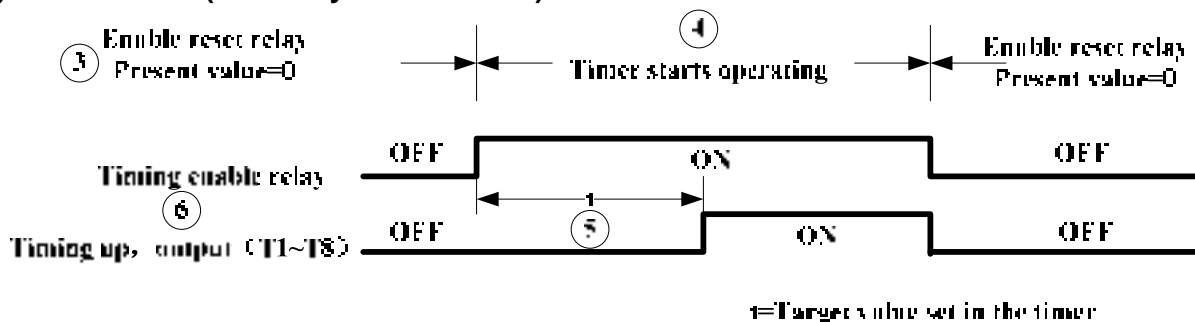 Enable reset relay
③ Present value=0
④
Timer starts operating
Enable reset relay
Present value=0
OFF
ON
OFF
Timing enable relay
t
⑥
⑤
OFF
ON
OFF
Timing up, output (T1~T8)
t=Target value set in the timer